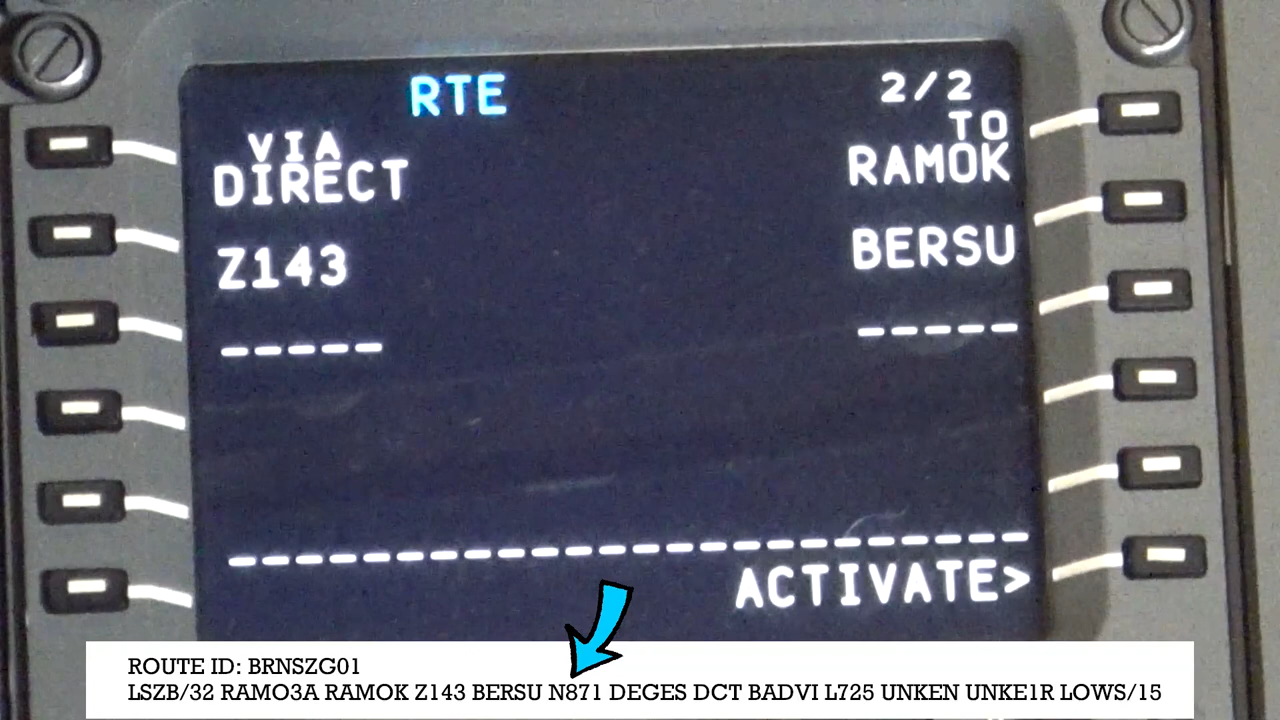 RTE 2/2
VIA TO
DIRECT RAMOK
Z143 BERSU
----- -----
------------------------
ACTIVATE>
ROUTE ID: BRNSZG01
LSZB/32 RAMO3A RAMOK Z143 BERSU N871 DEGES DCT BADVI L725 UNKEN UNKE1R LOWS/15